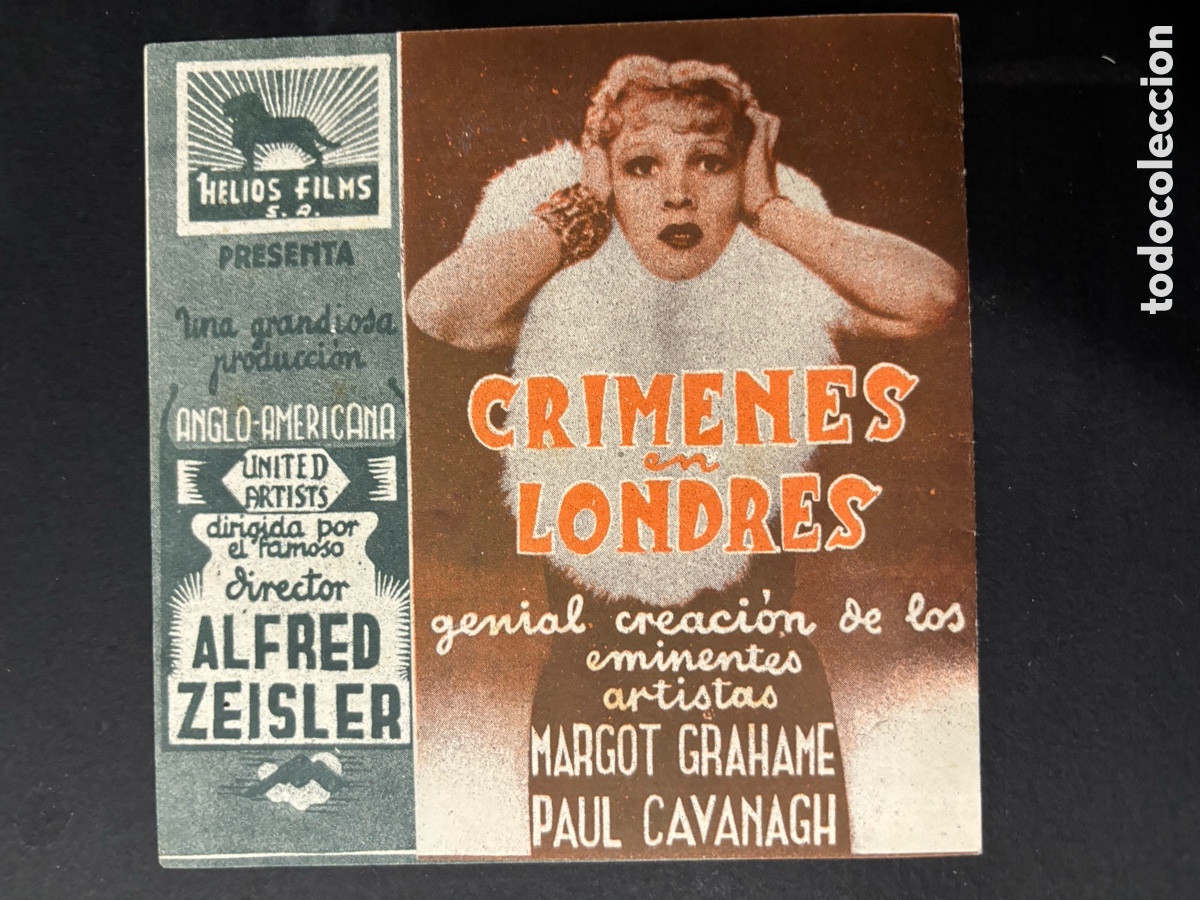 HELIOS FILMS
S. A.
PRESENTA
Una grandiosa
producción
ANGLO-AMERICANA
UNITED
ARTISTS
dirigida por
el famoso
director
ALFRED
ZEISLER
CRIMENES
en
LONDRES
genial creación de los
eminentes
artistas
MARGOT GRAHAME
PAUL CAVANAGH
todocoleccion